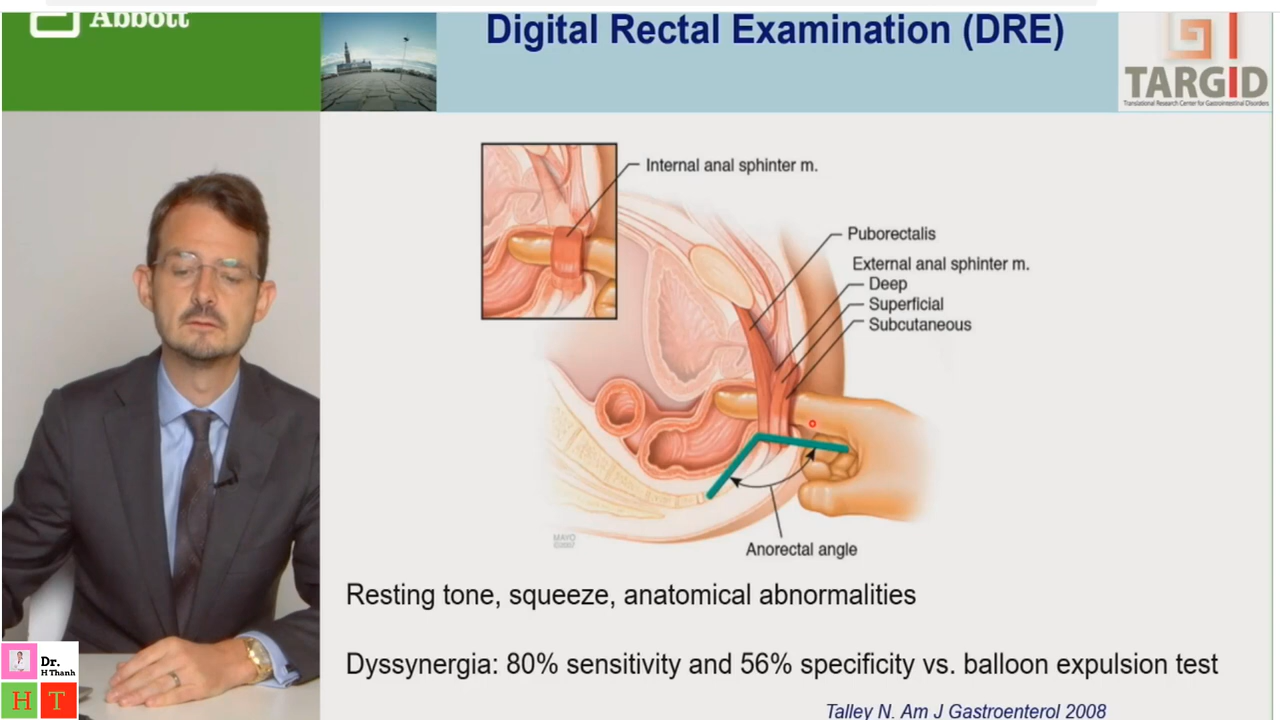 Abbott
Digital Rectal Examination (DRE)
TARGID
Translational Research Center for Gastrointestinal Disorders
Internal anal sphinter m.
Puborectalis
External anal sphinter m.
Deep
Superficial
Subcutaneous
MAYO
©2007
Anorectal angle
Resting tone, squeeze, anatomical abnormalities
Dyssynergia: 80% sensitivity and 56% specificity vs. balloon expulsion test
Talley N. Am J Gastroenterol 2008
Dr.
H Thanh
H T